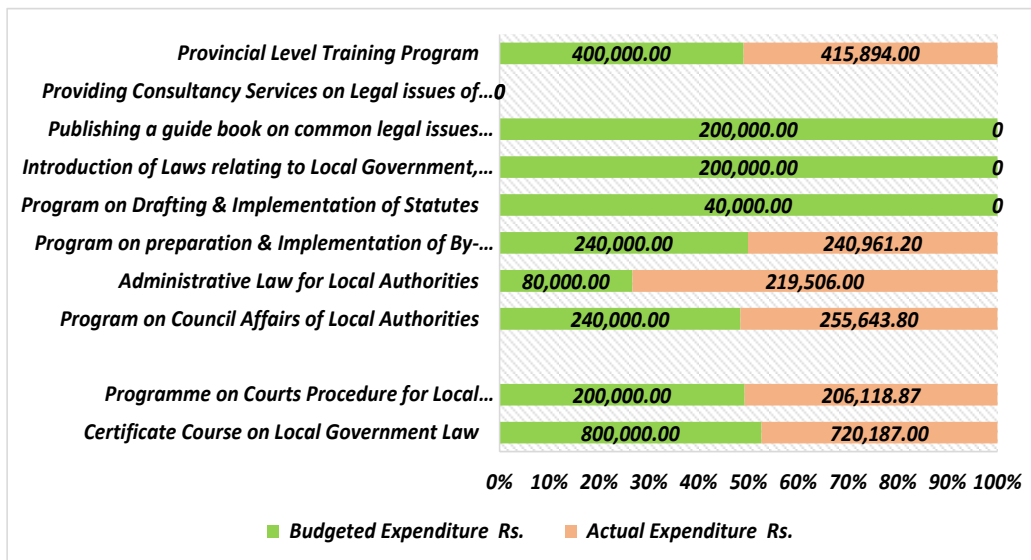 Provincial Level Training Program 400,000.00 415,894.00
Providing Consultancy Services on Legal issues of... 0
Publishing a guide book on common legal issues... 200,000.00 0
Introduction of Laws relating to Local Government,... 200,000.00 0
Program on Drafting & Implementation of Statutes 40,000.00 0
Program on preparation & Implementation of By-... 240,000.00 240,961.20
Administrative Law for Local Authorities 80,000.00 219,506.00
Program on Council Affairs of Local Authorities 240,000.00 255,643.80
Programme on Courts Procedure for Local... 200,000.00 206,118.87
Certificate Course on Local Government Law 800,000.00 720,187.00
0% 10% 20% 30% 40% 50% 60% 70% 80% 90% 100%
Budgeted Expenditure Rs. Actual Expenditure Rs.